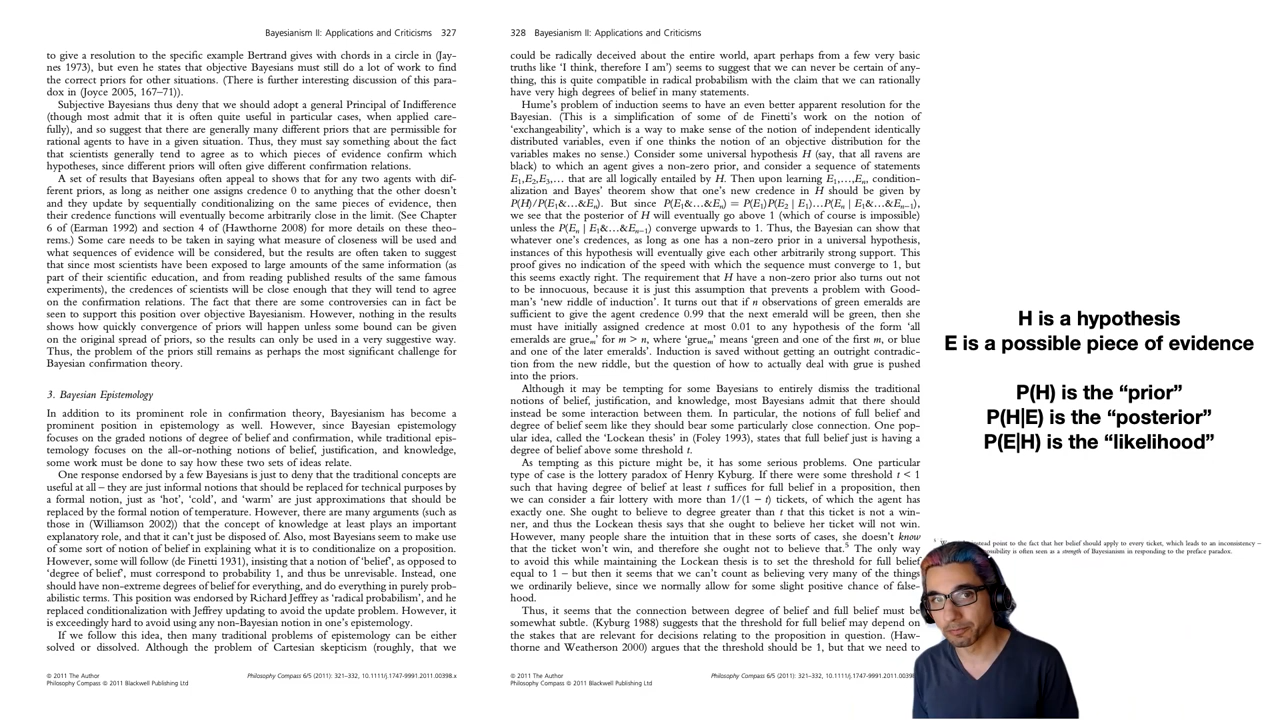 Bayesianism II: Applications and Criticisms 327
to give a resolution to the specific example Bertrand gives with chords in a circle in (Jay-
nes 1973), but even he states that objective Bayesians must still do a lot of work to find
the correct priors for other situations. (There is further interesting discussion of this para-
dox in (Joyce 2005, 167–71)).
Subjective Bayesians thus deny that we should adopt a general Principal of Indifference
(though most admit that it is often quite useful in particular cases, when applied care-
fully), and so suggest that there are generally many different priors that are permissible for
rational agents to have in a given situation. Thus, they must say something about the fact
that scientists generally tend to agree as to which pieces of evidence confirm which
hypotheses, since different priors will often give different confirmation relations.
A set of results that Bayesians often appeal to shows that for any two agents with dif-
ferent priors, as long as neither one assigns credence 0 to anything that the other doesn't
and they update by sequentially conditionalizing on the same pieces of evidence, then
their credence functions will eventually become arbitrarily close in the limit. (See Chapter
6 of (Earman 1992) and section 4 of (Hawthorne 2008) for more details on these theo-
rems.) Some care needs to be taken in saying what measure of closeness will be used and
what sequences of evidence will be considered, but the results are often taken to suggest
that since most scientists have been exposed to large amounts of the same information (as
part of their scientific education, and from reading published results of the same famous
experiments), the credences of scientists will be close enough that they will tend to agree
on the confirmation relations. The fact that there are some controversies can in fact be
seen to support this position over objective Bayesianism. However, nothing in the results
shows how quickly convergence of priors will happen unless some bound can be given
on the original spread of priors, so the results can only be used in a very suggestive way.
Thus, the problem of the priors still remains as perhaps the most significant challenge for
Bayesian confirmation theory.
3. Bayesian Epistemology
In addition to its prominent role in confirmation theory, Bayesianism has become a
prominent position in epistemology as well. However, since Bayesian epistemology
focuses on the graded notions of degree of belief and confirmation, while traditional epis-
temology focuses on the all-or-nothing notions of belief, justification, and knowledge,
some work must be done to say how these two sets of ideas relate.
One response endorsed by a few Bayesians is just to deny that the traditional concepts are
useful at all – they are just informal notions that should be replaced for technical purposes by
a formal notion, just as 'hot', 'cold', and 'warm' are just approximations that should be
replaced by the formal notion of temperature. However, there are many arguments (such as
those in (Williamson 2002)) that the concept of knowledge at least plays an important
explanatory role, and that it can't just be disposed of. Also, most Bayesians seem to make use
of some sort of notion of belief in explaining what it is to conditionalize on a proposition.
However, some will follow (de Finetti 1931), insisting that a notion of 'belief', as opposed to
'degree of belief', must correspond to probability 1, and thus be unrevisable. Instead, one
should have non-extreme degrees of belief for everything, and do everything in purely prob-
abilistic terms. This position was endorsed by Richard Jeffrey as 'radical probabilism', and he
replaced conditionalization with Jeffrey updating to avoid the update problem. However, it
is exceedingly hard to avoid using any non-Bayesian notion in one's epistemology.
If we follow this idea, then many traditional problems of epistemology can be either
solved or dissolved. Although the problem of Cartesian skepticism (roughly, that we
© 2011 The Author
Philosophy Compass © 2011 Blackwell Publishing Ltd
Philosophy Compass 6/5 (2011): 321–332, 10.1111/j.1747-9991.2011.00398.x
328 Bayesianism II: Applications and Criticisms
could be radically deceived about the entire world, apart perhaps from a few very basic
truths like 'I think, therefore I am') seems to suggest that we can never be certain of any-
thing, this is quite compatible in radical probabilism with the claim that we can rationally
have very high degrees of belief in many statements.
Hume's problem of induction seems to have an even better apparent resolution for the
Bayesian. (This is a simplification of some of de Finetti's work on the notion of
'exchangeability', which is a way to make sense of the notion of independent identically
distributed variables, even if one thinks the notion of an objective distribution for the
variables makes no sense.) Consider some universal hypothesis H (say, that all ravens are
black) to which an agent gives a non-zero prior, and consider a sequence of statements
E₁,E₂,E₃,... that are all logically entailed by H. Then upon learning E₁,...,Eₙ, condition-
alization and Bayes' theorem show that one's new credence in H should be given by
P(H)/P(E₁&...&Eₙ). But since P(E₁&...&Eₙ) = P(E₁)P(E₂ | E₁)...P(Eₙ | E₁&...&Eₙ₋₁),
we see that the posterior of H will eventually go above 1 (which of course is impossible)
unless the P(Eₙ | E₁&...&Eₙ₋₁) converge upwards to 1. Thus, the Bayesian can show that
whatever one's credences, as long as one has a non-zero prior in a universal hypothesis,
instances of this hypothesis will eventually give each other arbitrarily strong support. This
proof gives no indication of the speed with which the sequence must converge to 1, but
this seems exactly right. The requirement that H have a non-zero prior also turns out not
to be innocuous, because it is just this assumption that prevents a problem with Good-
man's 'new riddle of induction'. It turns out that if n observations of green emeralds are
sufficient to give the agent credence 0.99 that the next emerald will be green, then she
must have initially assigned credence at most 0.01 to any hypothesis of the form 'all
emeralds are grueₘ' for m > n, where 'grueₘ' means 'green and one of the first m, or blue
and one of the later emeralds'. Induction is saved without getting an outright contradic-
tion from the new riddle, but the question of how to actually deal with grue is pushed
into the priors.
Although it may be tempting for some Bayesians to entirely dismiss the traditional
notions of belief, justification, and knowledge, most Bayesians admit that there should
instead be some interaction between them. In particular, the notions of full belief and
degree of belief seem like they should bear some particularly close connection. One pop-
ular idea, called the 'Lockean thesis' in (Foley 1993), states that full belief just is having a
degree of belief above some threshold t.
As tempting as this picture might be, it has some serious problems. One particular
type of case is the lottery paradox of Henry Kyburg. If there were some threshold t < 1
such that having degree of belief at least t suffices for full belief in a proposition, then
we can consider a fair lottery with more than 1/(1 − t) tickets, of which the agent has
exactly one. She ought to believe to degree greater than t that this ticket is not a win-
ner, and thus the Lockean thesis says that she ought to believe her ticket will not win.
However, many people share the intuition that in these sorts of cases, she doesn't know
that the ticket won't win, and therefore she ought not to believe that.⁵ The only way
to avoid this while maintaining the Lockean thesis is to set the threshold for full belief
equal to 1 – but then it seems that we can't count as believing very many of the things
we ordinarily believe, since we normally allow for some slight positive chance of false-
hood.
Thus, it seems that the connection between degree of belief and full belief must be
somewhat subtle. (Kyburg 1988) suggests that the threshold for full belief may depend on
the stakes that are relevant for decisions relating to the proposition in question. (Haw-
thorne and Weatherson 2000) argues that the threshold should be 1, but that we need to
© 2011 The Author
Philosophy Compass © 2011 Blackwell Publishing Ltd
Philosophy Compass 6/5 (2011): 321–332, 10.1111/j.1747-9991.2011.00398
H is a hypothesis
E is a possible piece of evidence
P(H) is the “prior”
P(H|E) is the “posterior”
P(E|H) is the “likelihood”
instead point to the fact that her belief should apply to every ticket, which leads to an inconsistency –
is often seen as a strength of Bayesianism in responding to the preface paradox.